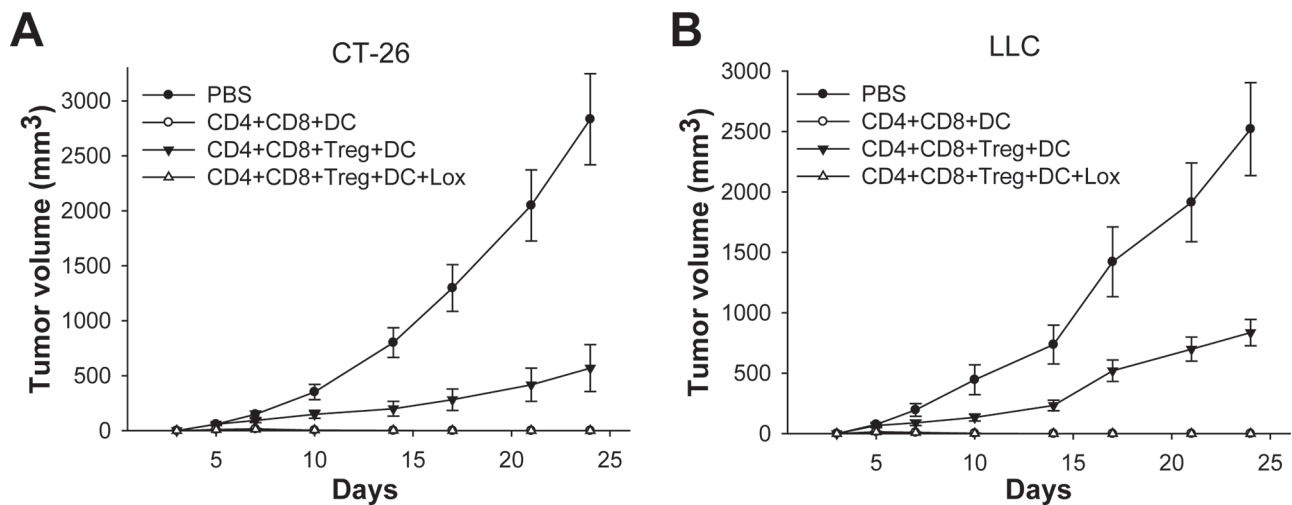 A
CT-26
PBS
CD4+CD8+DC
CD4+CD8+Treg+DC
CD4+CD8+Treg+DC+Lox
Tumor volume (mm3)
3000
2500
2000
1500
1000
500
0
5 10 15 20 25
Days
B
LLC
PBS
CD4+CD8+DC
CD4+CD8+Treg+DC
CD4+CD8+Treg+DC+Lox
Tumor volume (mm3)
3000
2500
2000
1500
1000
500
0
5 10 15 20 25
Days